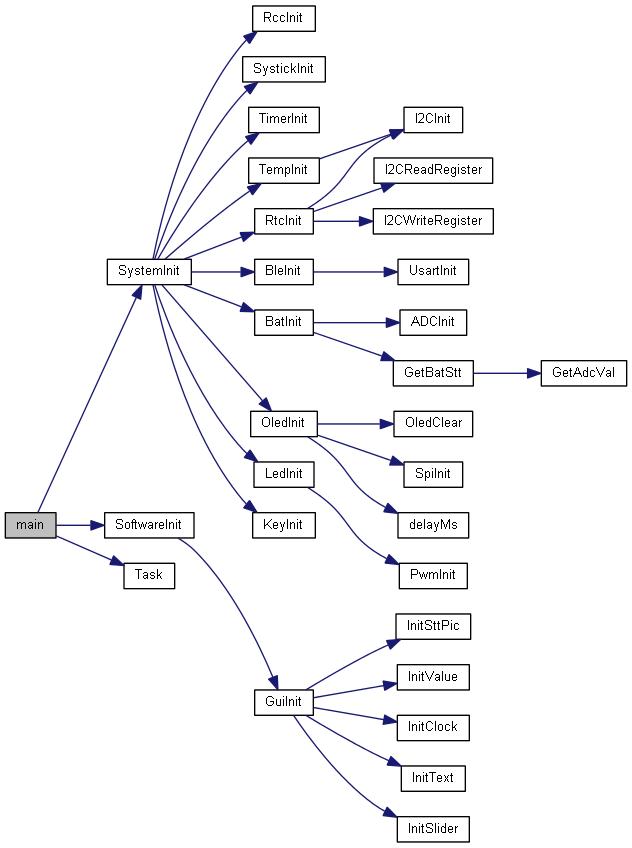 RccInit
SystickInit
TimerInit
I2CInit
TempInit
I2CReadRegister
RtcInit
I2CWriteRegister
SystemInit
BleInit
UsartInit
BatInit
ADCInit
GetBatStt
GetAdcVal
OledInit
OledClear
LedInit
SpiInit
main
SoftwareInit
KeyInit
delayMs
Task
PwmInit
InitSttPic
InitValue
GuiInit
InitClock
InitText
InitSlider